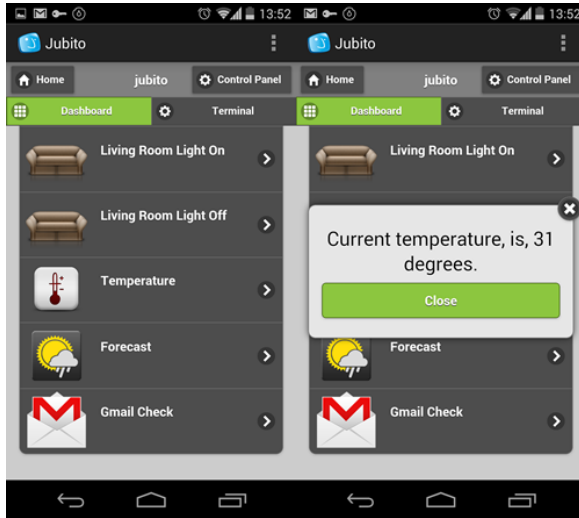 13:52
Jubito
Home
jubito
Control Panel
Dashboard
Terminal
Living Room Light On
Living Room Light Off
Temperature
Forecast
Gmail Check
13:52
Jubito
Home
jubito
Control Panel
Dashboard
Terminal
Living Room Light On
Current temperature, is, 31
degrees.
Close
Forecast
Gmail Check